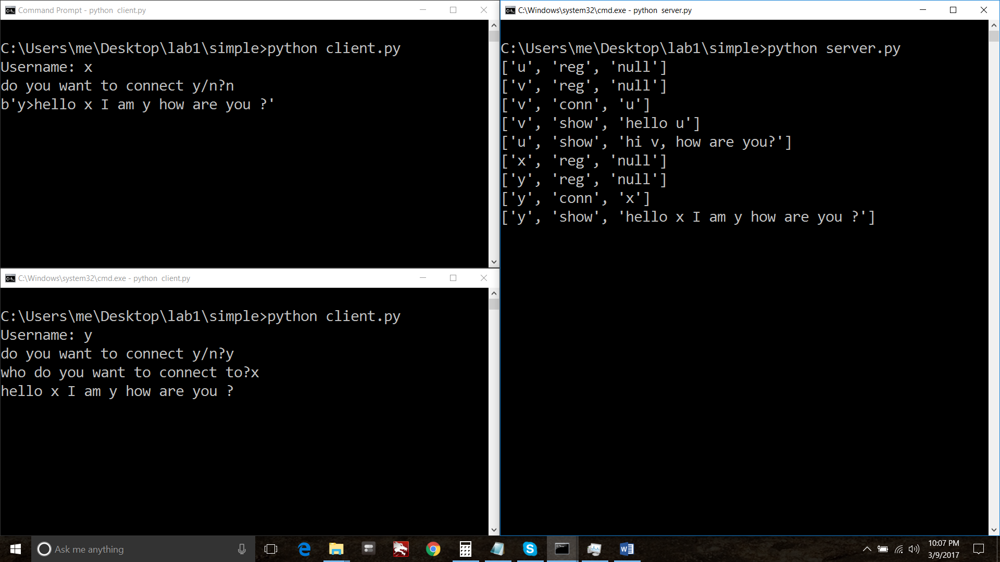 Command Prompt - python  client.py
C:\Users\me\Desktop\lab1\simple>python client.py
Username: x
do you want to connect y/n?n
b'y>hello x I am y how are you ?'
C:\Windows\system32\cmd.exe - python  client.py
C:\Users\me\Desktop\lab1\simple>python client.py
Username: y
do you want to connect y/n?y
who do you want to connect to?x
hello x I am y how are you ?
C:\Windows\system32\cmd.exe - python  server.py
C:\Users\me\Desktop\lab1\simple>python server.py
['u', 'reg', 'null']
['v', 'reg', 'null']
['v', 'conn', 'u']
['v', 'show', 'hello u']
['u', 'show', 'hi v, how are you?']
['x', 'reg', 'null']
['y', 'reg', 'null']
['y', 'conn', 'x']
['y', 'show', 'hello x I am y how are you ?']
Ask me anything
10:07 PM
3/9/2017